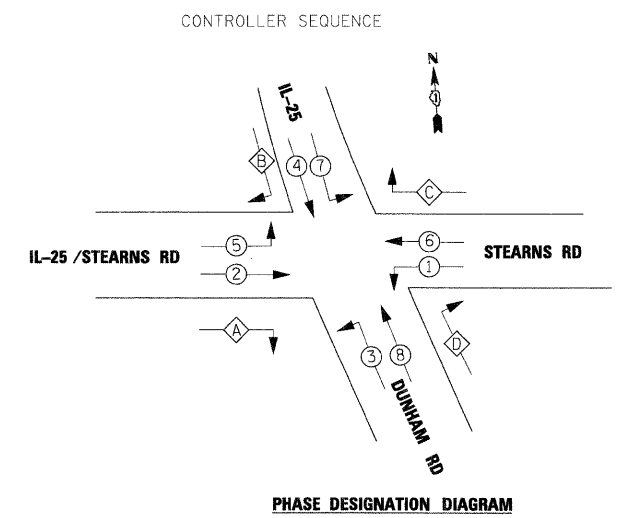 CONTROLLER SEQUENCE
N
1
IL-25
B
4
7
C
5
6
IL-25 /STEARNS RD
STEARNS RD
2
1
A
3
8
D
DUNHAM RD
PHASE DESIGNATION DIAGRAM